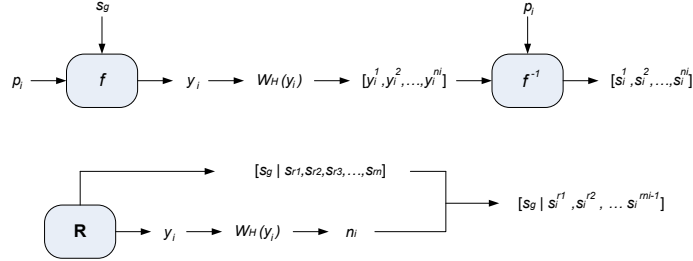 s_g p_i
p_i f y_i W_H(y_i) [y_i^1,y_i^2,...,y_i^ni] f^-1 [s_i^1,s_i^2,...,s_i^ni]
[s_g | s_r1,s_r2,s_r3,...,s_rn] [s_g | s_i^r1 ,s_i^r2 , ... s_i^rni-1]
R y_i W_H(y_i) n_i